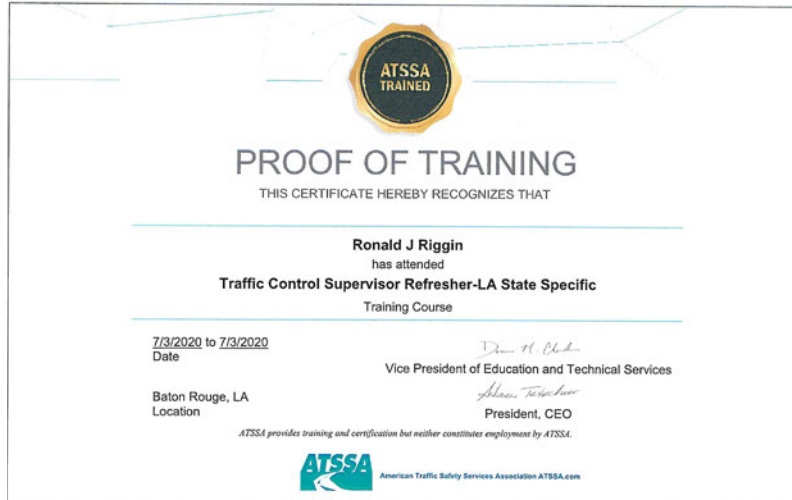 ATSSA
TRAINED
PROOF OF TRAINING
THIS CERTIFICATE HEREBY RECOGNIZES THAT
Ronald J Riggin
has attended
Traffic Control Supervisor Refresher-LA State Specific
Training Course
7/3/2020 to 7/3/2020
Date
Vice President of Education and Technical Services
Baton Rouge, LA
Location
President, CEO
ATSSA provides training and certification but neither constitutes employment by ATSSA.
ATSSA
American Traffic Safety Services Association ATSSA.com